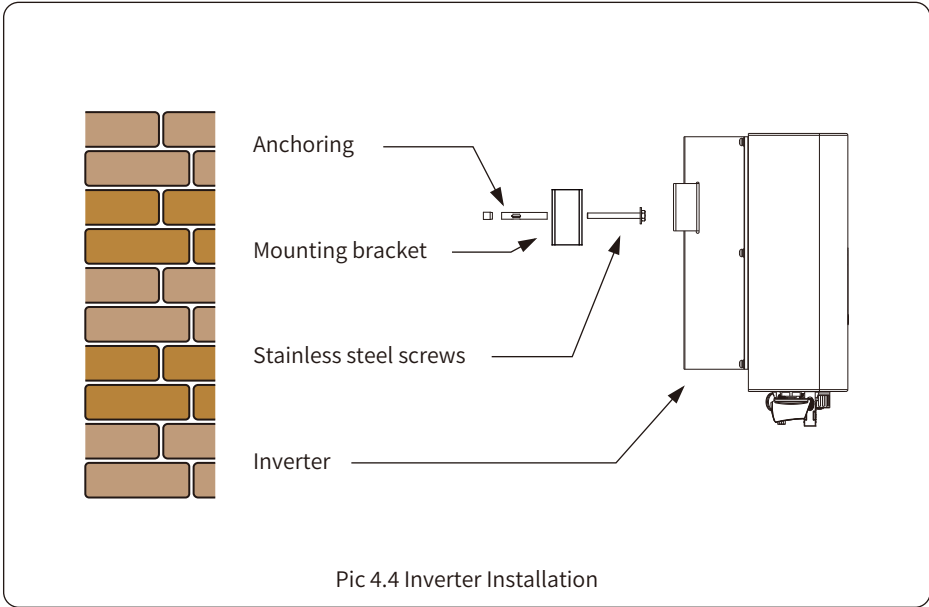 Anchoring
Mounting bracket
Stainless steel screws
Inverter
Pic 4.4 Inverter Installation